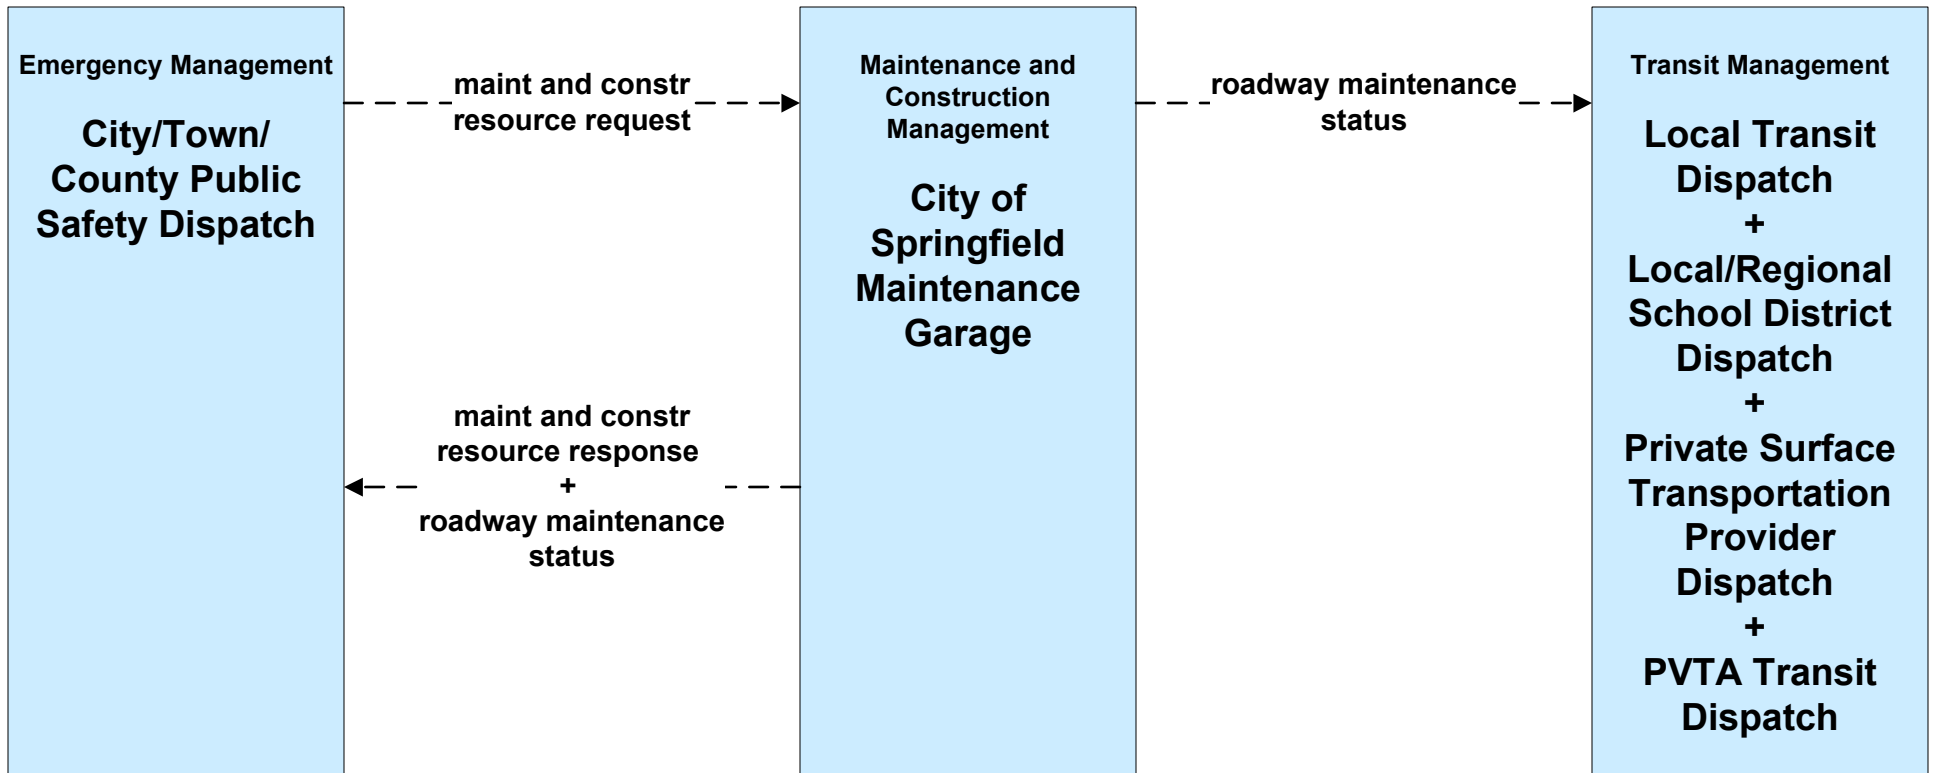 Emergency Management
City/Town/
County Public
Safety Dispatch
maint and constr
resource request
maint and constr
resource response
+
roadway maintenance
status
Maintenance and
Construction
Management
City of
Springfield
Maintenance
Garage
roadway maintenance
status
Transit Management
Local Transit
Dispatch
+
Local/Regional
School District
Dispatch
+
Private Surface
Transportation
Provider
Dispatch
+
PVTA Transit
Dispatch